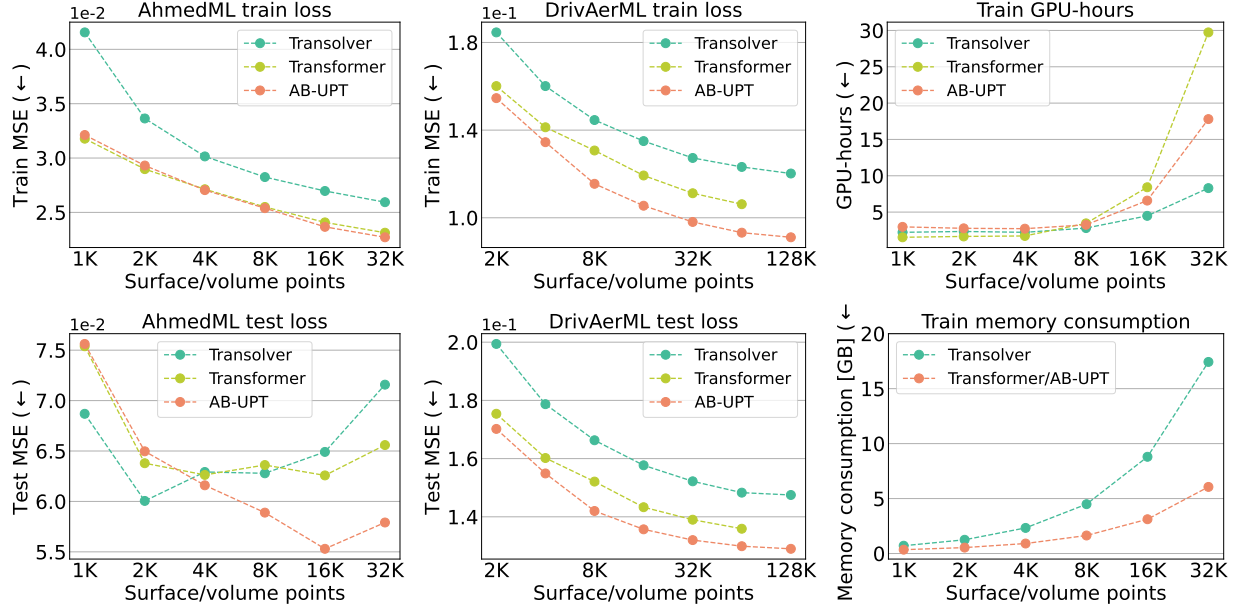 AhmedML train loss
1e-2
Train MSE (←)
4.0
3.5
3.0
2.5
Transolver
Transformer
AB-UPT
1K 2K 4K 8K 16K 32K
Surface/volume points
DrivAerML train loss
1e-1
Train MSE (←)
1.8
1.4
1.0
Transolver
Transformer
AB-UPT
2K 8K 32K 128K
Surface/volume points
Train GPU-hours
GPU-hours (←)
30
25
20
15
10
5
Transolver
Transformer
AB-UPT
1K 2K 4K 8K 16K 32K
Surface/volume points
AhmedML test loss
1e-2
Test MSE (←)
7.5
7.0
6.5
6.0
5.5
Transolver
Transformer
AB-UPT
1K 2K 4K 8K 16K 32K
Surface/volume points
DrivAerML test loss
1e-1
Test MSE (←)
2.0
1.8
1.6
1.4
Transolver
Transformer
AB-UPT
2K 8K 32K 128K
Surface/volume points
Train memory consumption
Memory consumption [GB] (←
20
15
10
5
0
Transolver
Transformer/AB-UPT
1K 2K 4K 8K 16K 32K
Surface/volume points